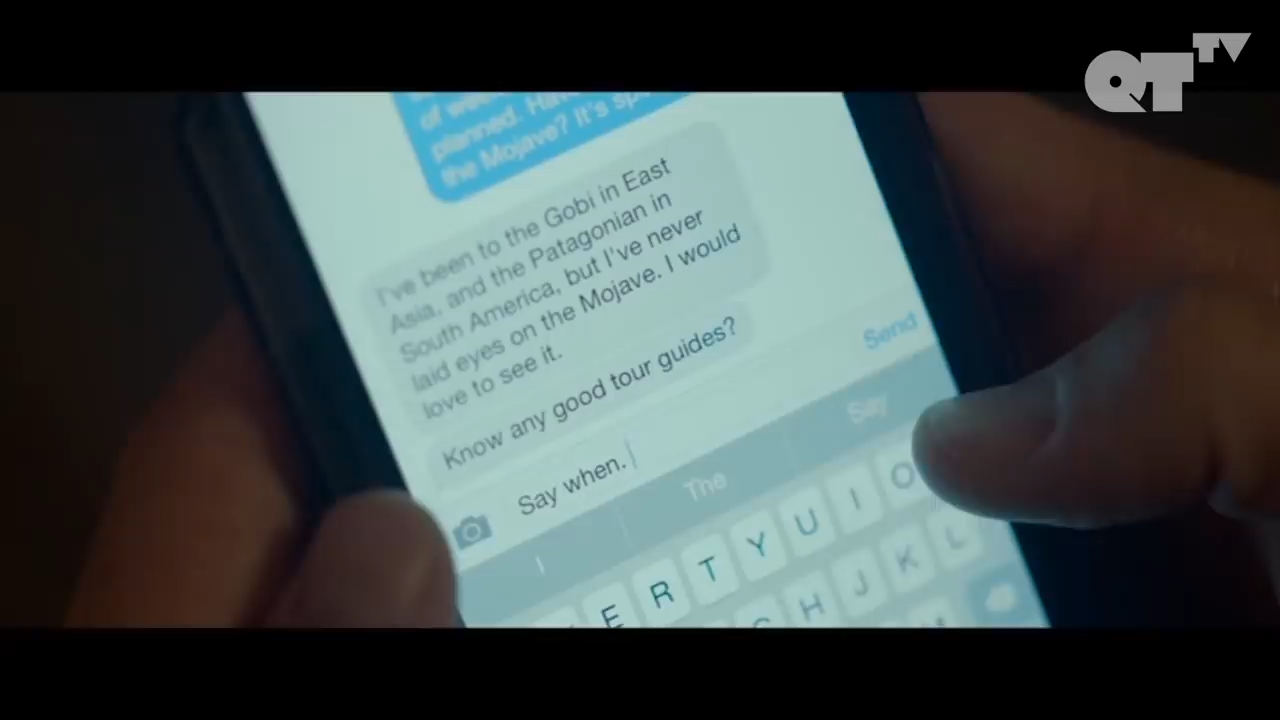 QT TV
of
planned.
the Mojave? It's
I've been to the Gobi in East
Asia, and the Patagonian in
South America, but I've never
laid eyes on the Mojave. I would
love to see it.
Know any good tour guides?
Send
Say when.
I The Say
E R T Y U I O
H J K L